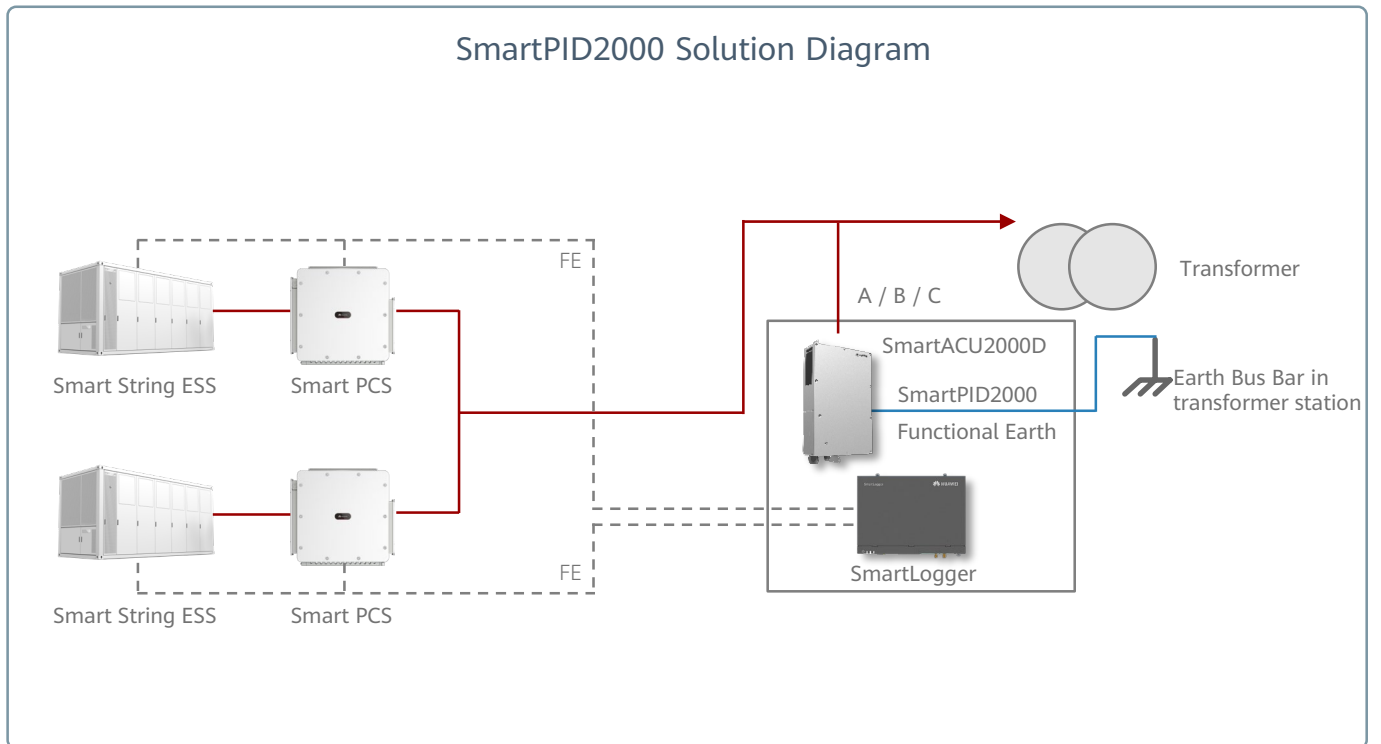 SmartPID2000 Solution Diagram
FE
Transformer
A / B / C
SmartACU2000D
Smart String ESS
Smart PCS
SmartPID2000
Earth Bus Bar in
transformer station
Functional Earth
HUAWEI
SmartLogger
FE
Smart String ESS
Smart PCS